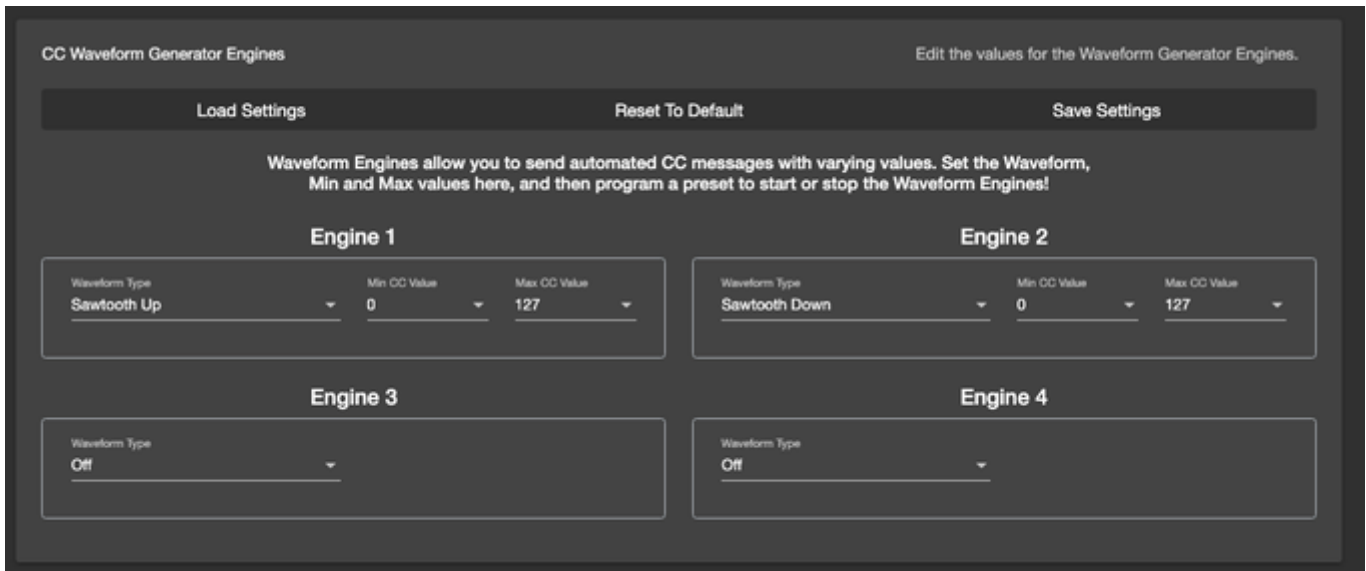 CC Waveform Generator Engines
Edit the values for the Waveform Generator Engines.
Load Settings
Reset To Default
Save Settings
Waveform Engines allow you to send automated CC messages with varying values. Set the Waveform,
Min and Max values here, and then program a preset to start or stop the Waveform Engines!
Engine 1
Waveform Type
Min CC Value
Max CC Value
Sawtooth Up
0
127
Engine 2
Waveform Type
Min CC Value
Max CC Value
Sawtooth Down
0
127
Engine 3
Waveform Type
Off
Engine 4
Waveform Type
Off